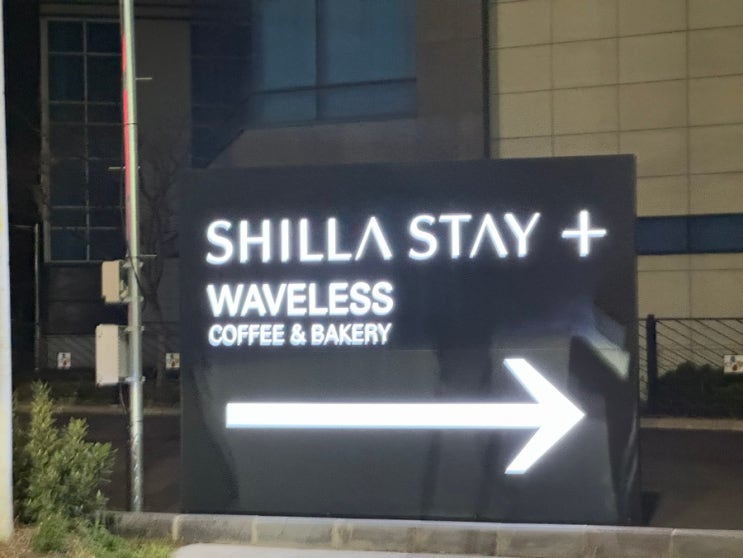 SHILLA STAY +
WAVELESS
COFFEE & BAKERY